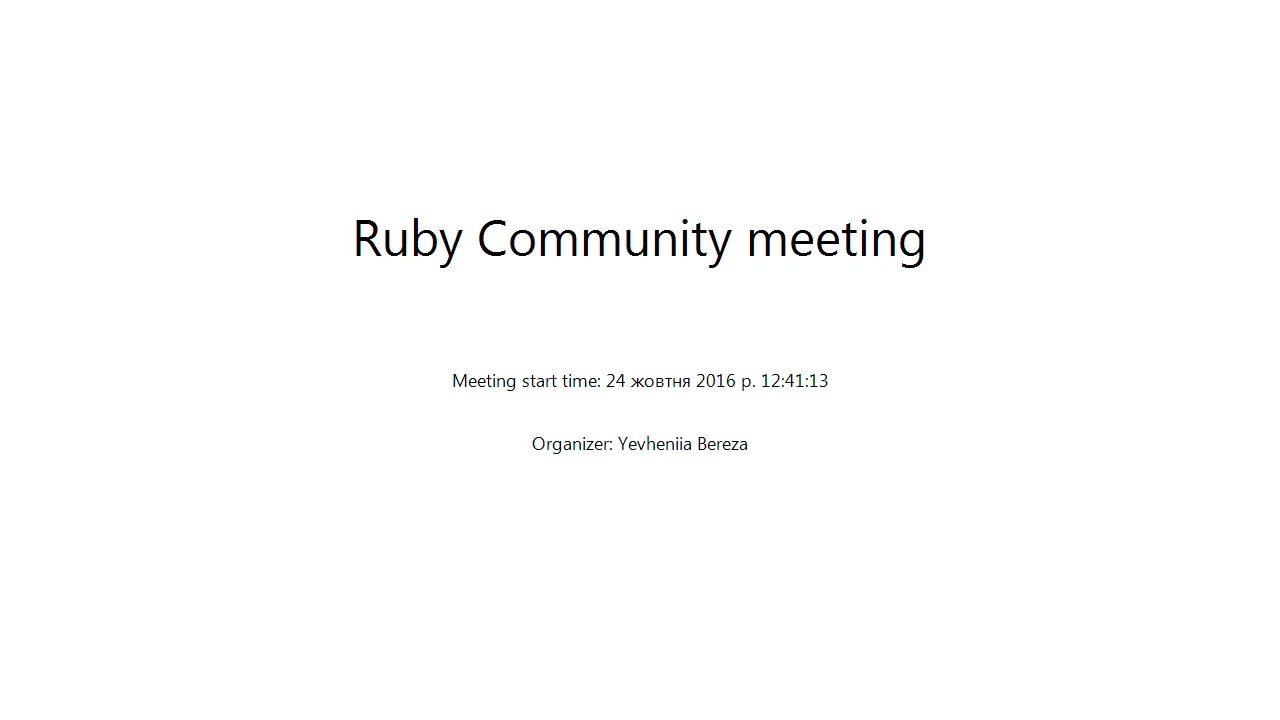 Ruby Community meeting
Meeting start time: 24 жовтня 2016 р. 12:41:13
Organizer: Yevheniia Bereza